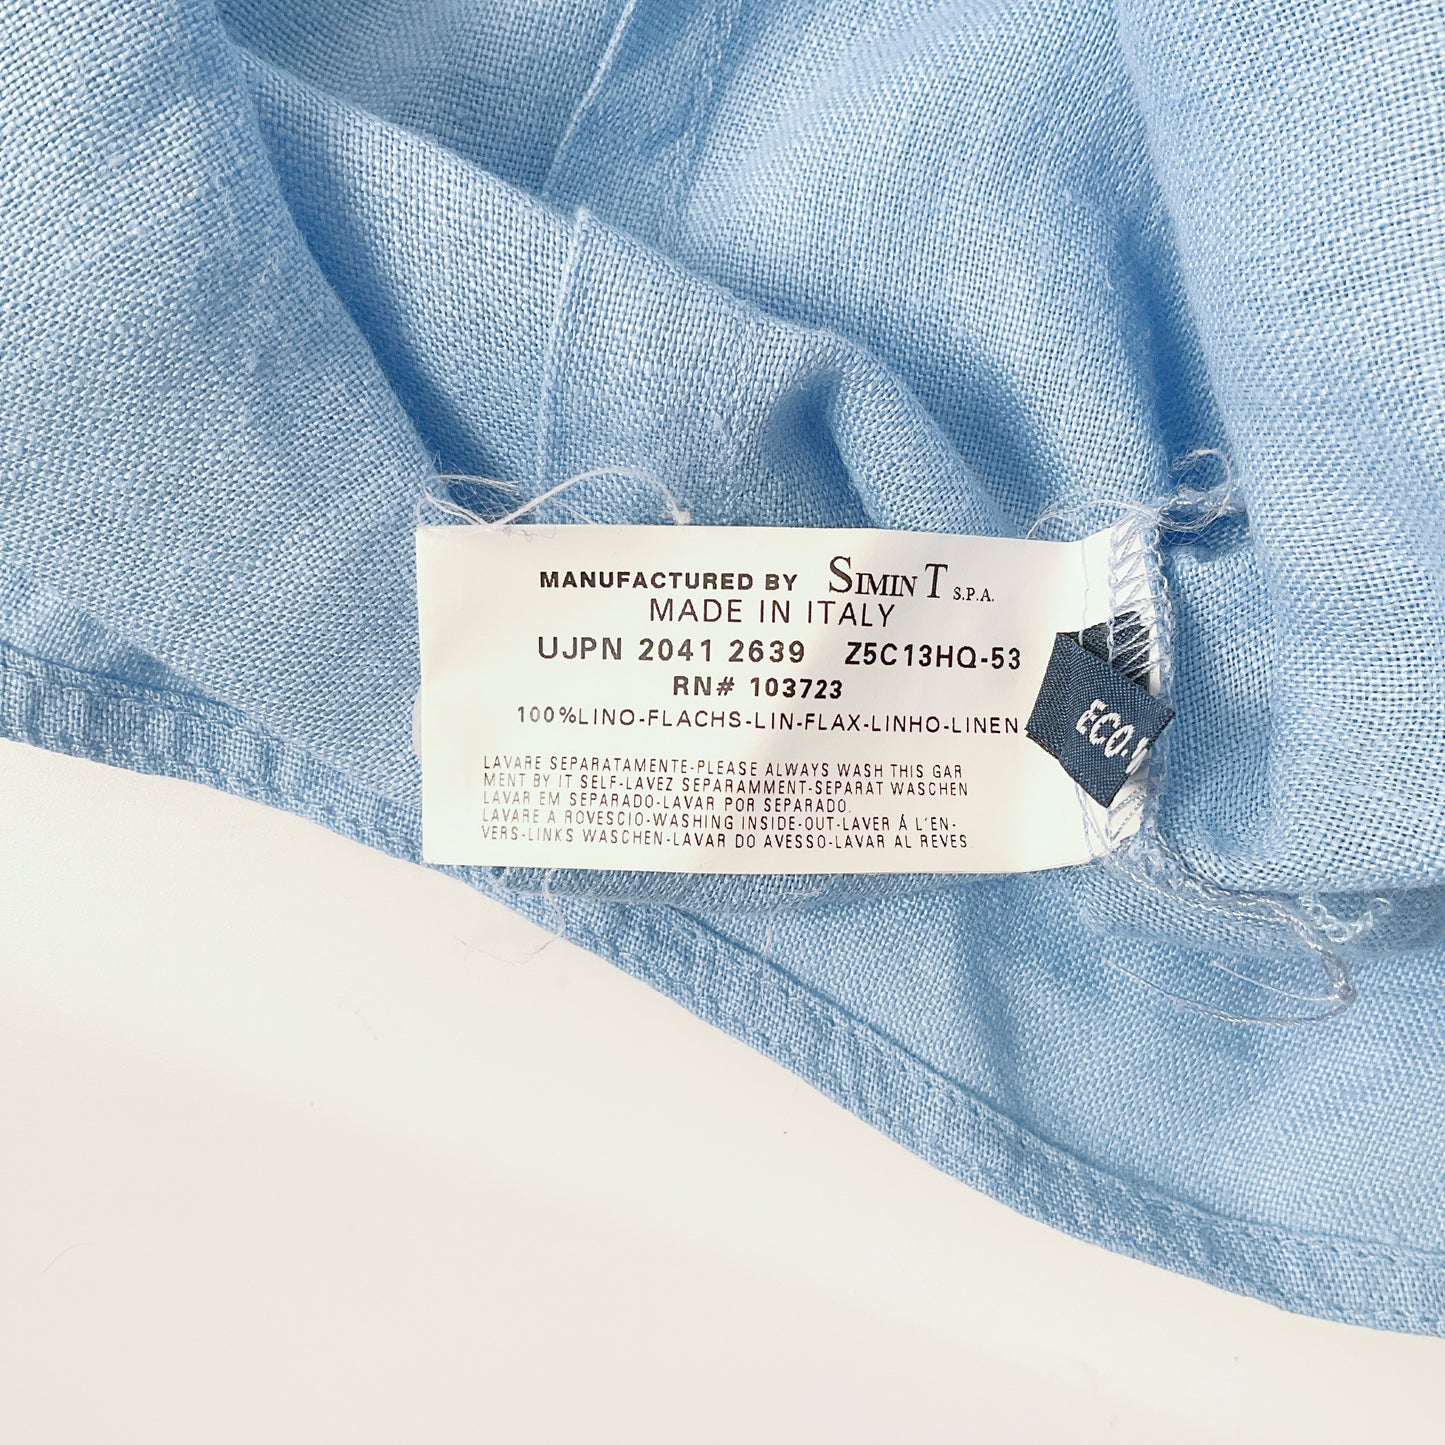 MANUFACTURED BY SIMINT S.P.A.
MADE IN ITALY
UJPN 2041 2639 Z5C13HQ-53
RN# 103723
100%LINO-FLACHS-LIN-FLAX-LINHO-LINEN
LAVARE SEPARATAMENTE-PLEASE ALWAYS WASH THIS GAR
MENT BY IT SELF-LAVEZ SEPARAMMENT-SEPARAT WASCHEN
LAVAR EM SEPARADO-LAVAR POR SEPARADO.
LAVARE A ROVESCIO-WASHING INSIDE-OUT-LAVER Á L'EN-
VERS-LINKS WASCHEN-LAVAR DO AVESSO-LAVAR AL REVES
ECO-